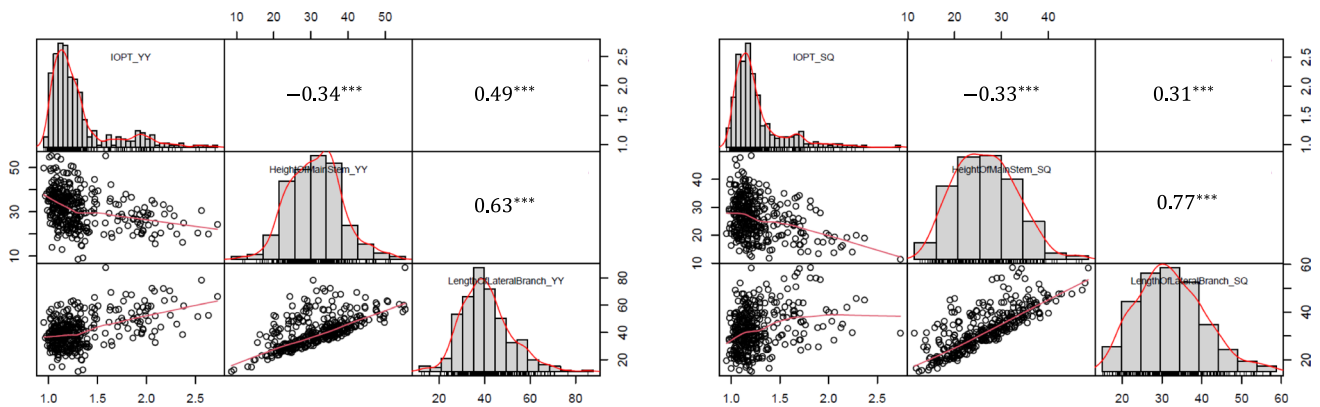 10 20 30 40 50
10 20 30 40
IOPT_YY
−0.34***
0.49***
1.0 1.5 2.0 2.5
IOPT_SQ
−0.33***
0.31***
1.0 1.5 2.0 2.5
10 30 50
HeightOfMainStem_YY
0.63***
10 20 30 40
HeightOfMainStem_SQ
0.77***
LengthOfLateralBranch_YY
20 40 60 80
LengthOfLateralBranch_SQ
20 40 60
1.0 1.5 2.0 2.5
20 40 60 80
1.0 1.5 2.0 2.5
20 30 40 50 60